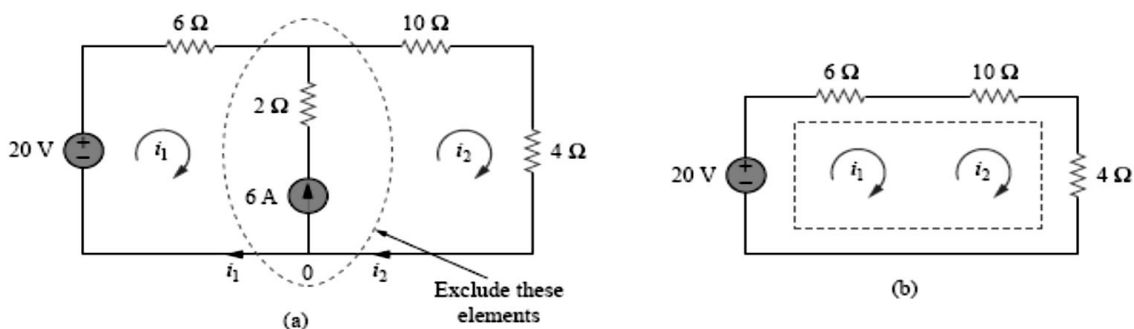 6 Ω
10 Ω
2 Ω
20 V
+
−
i1
i2
4 Ω
6 A
i1
0
i2
Exclude these
elements
(a)
6 Ω
10 Ω
20 V
+
−
i1
i2
4 Ω
(b)